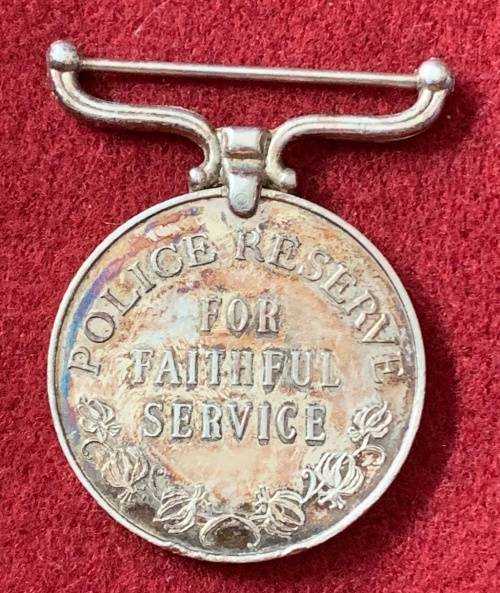 POLICE RESERVE
FOR
FAITHFUL
SERVICE